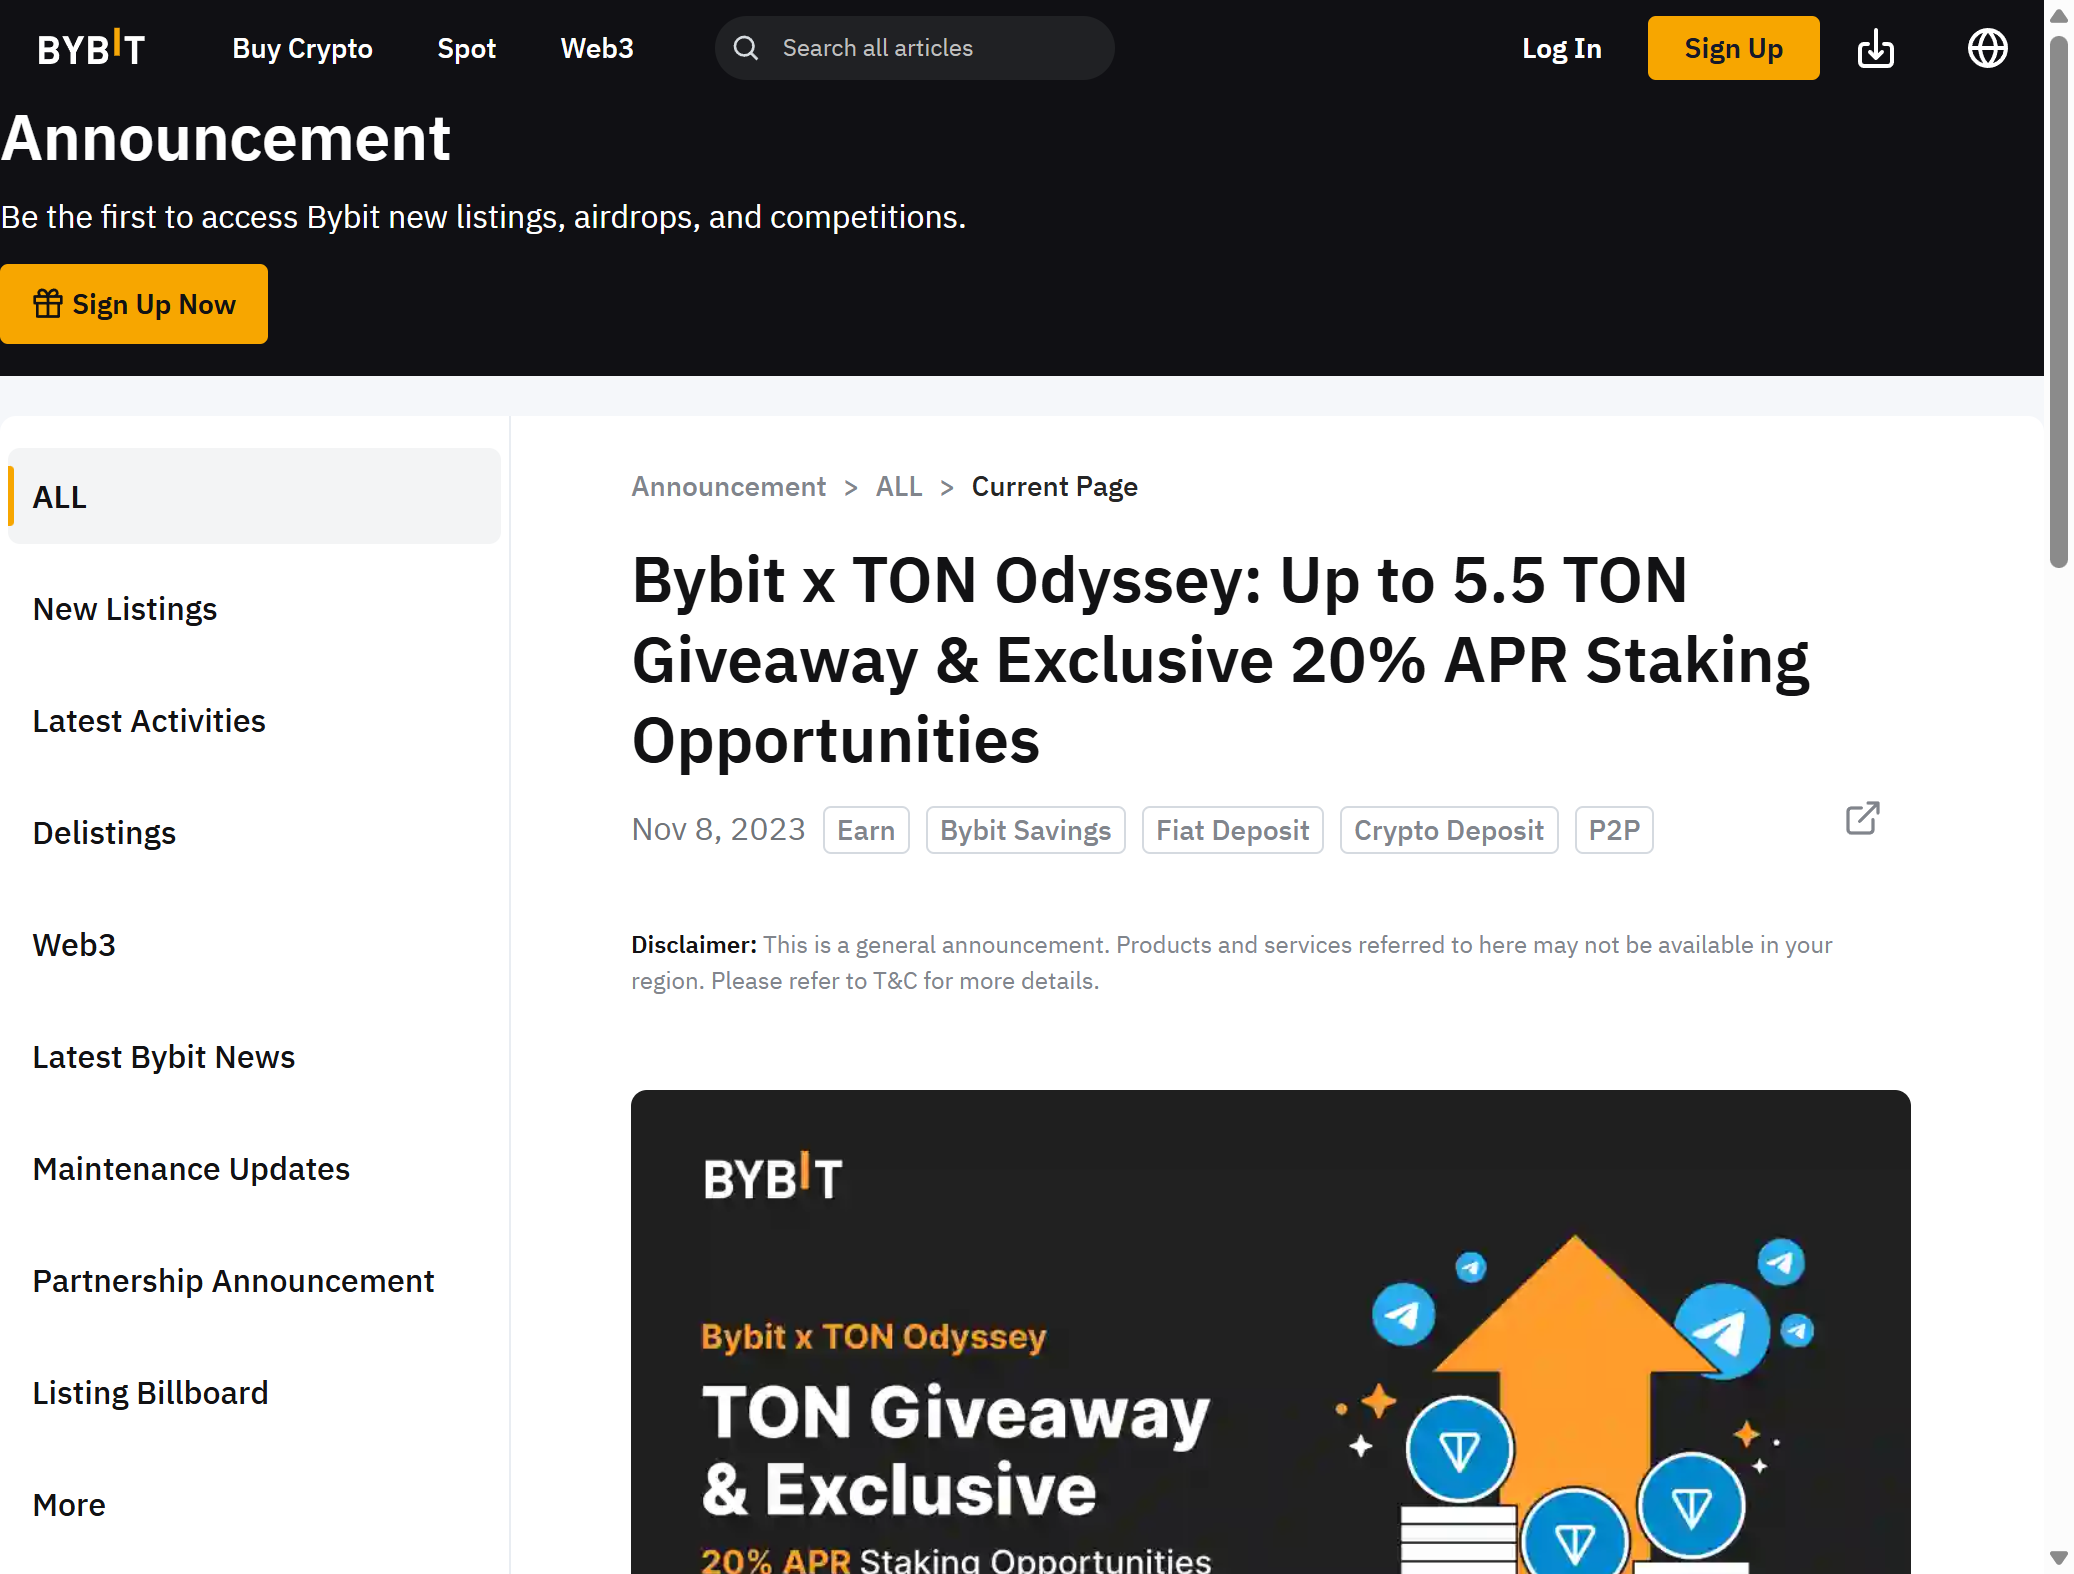 BYBIT
Buy Crypto
Spot
Web3
Search all articles
Log In
Sign Up
Announcement
Be the first to access Bybit new listings, airdrops, and competitions.
Sign Up Now
ALL
New Listings
Latest Activities
Delistings
Web3
Latest Bybit News
Maintenance Updates
Partnership Announcement
Listing Billboard
More
Announcement > ALL > Current Page
Bybit x TON Odyssey: Up to 5.5 TON
Giveaway & Exclusive 20% APR Staking
Opportunities
Nov 8, 2023
Earn
Bybit Savings
Fiat Deposit
Crypto Deposit
P2P
Disclaimer: This is a general announcement. Products and services referred to here may not be available in your
region. Please refer to T&C for more details.
BYBIT
Bybit x TON Odyssey
TON Giveaway
& Exclusive
20% APR Staking Opportunities